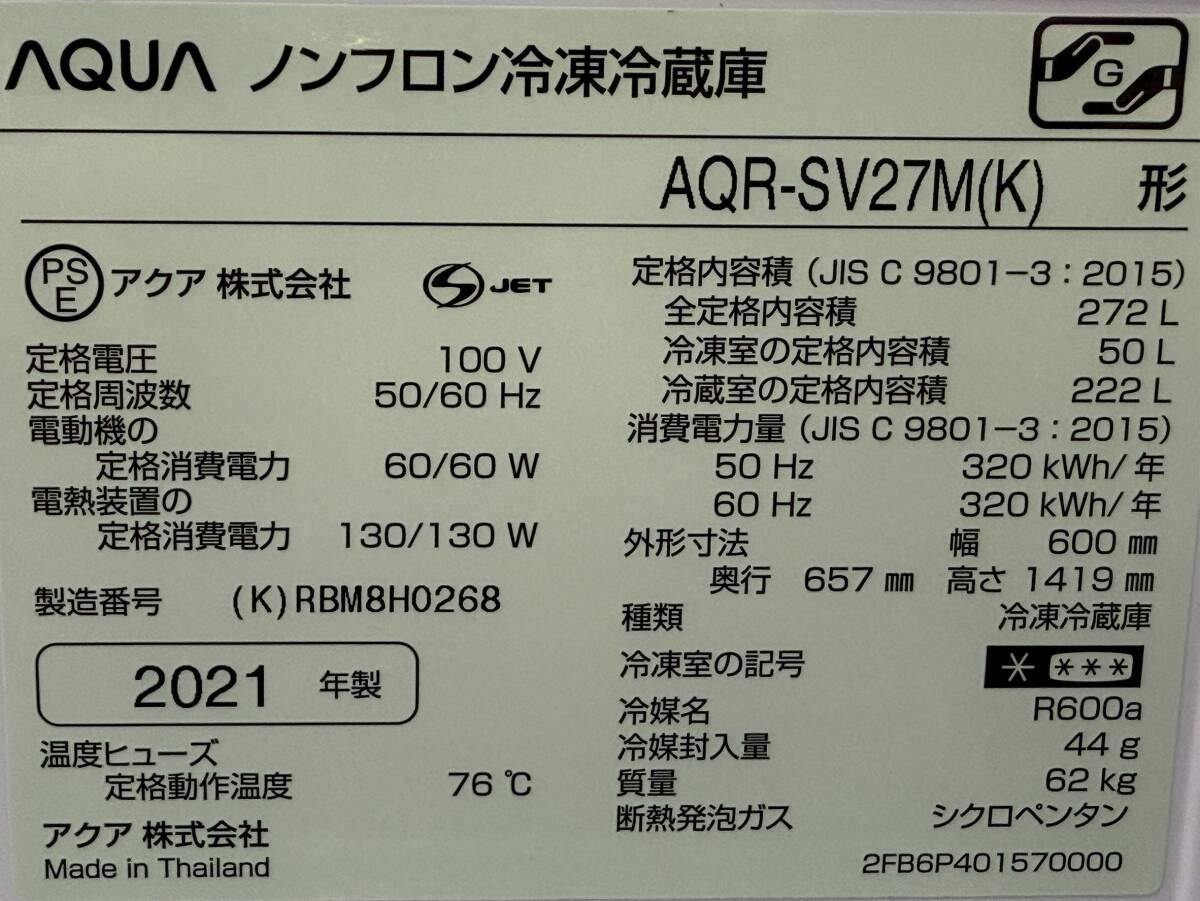 AQUA ノンフロン冷凍冷蔵庫
G
AQR-SV27M(K) 形
PS
E
アクア 株式会社
S JET
定格電圧 100 V
定格周波数 50/60 Hz
電動機の
定格消費電力 60/60 W
電熱装置の
定格消費電力 130/130 W
製造番号 (K)RBM8H0268
2021 年製
温度ヒューズ
定格動作温度 76 ℃
アクア 株式会社
Made in Thailand
定格内容積 (JIS C 9801-3:2015)
全定格内容積 272 L
冷凍室の定格内容積 50 L
冷蔵室の定格内容積 222 L
消費電力量 (JIS C 9801-3:2015)
50 Hz 320 kWh/年
60 Hz 320 kWh/年
外形寸法 幅 600 ㎜
奥行 657 ㎜ 高さ 1419 ㎜
種類 冷凍冷蔵庫
冷凍室の記号 * ***
冷媒名 R600a
冷媒封入量 44 g
質量 62 kg
断熱発泡ガス シクロペンタン
2FB6P401570000